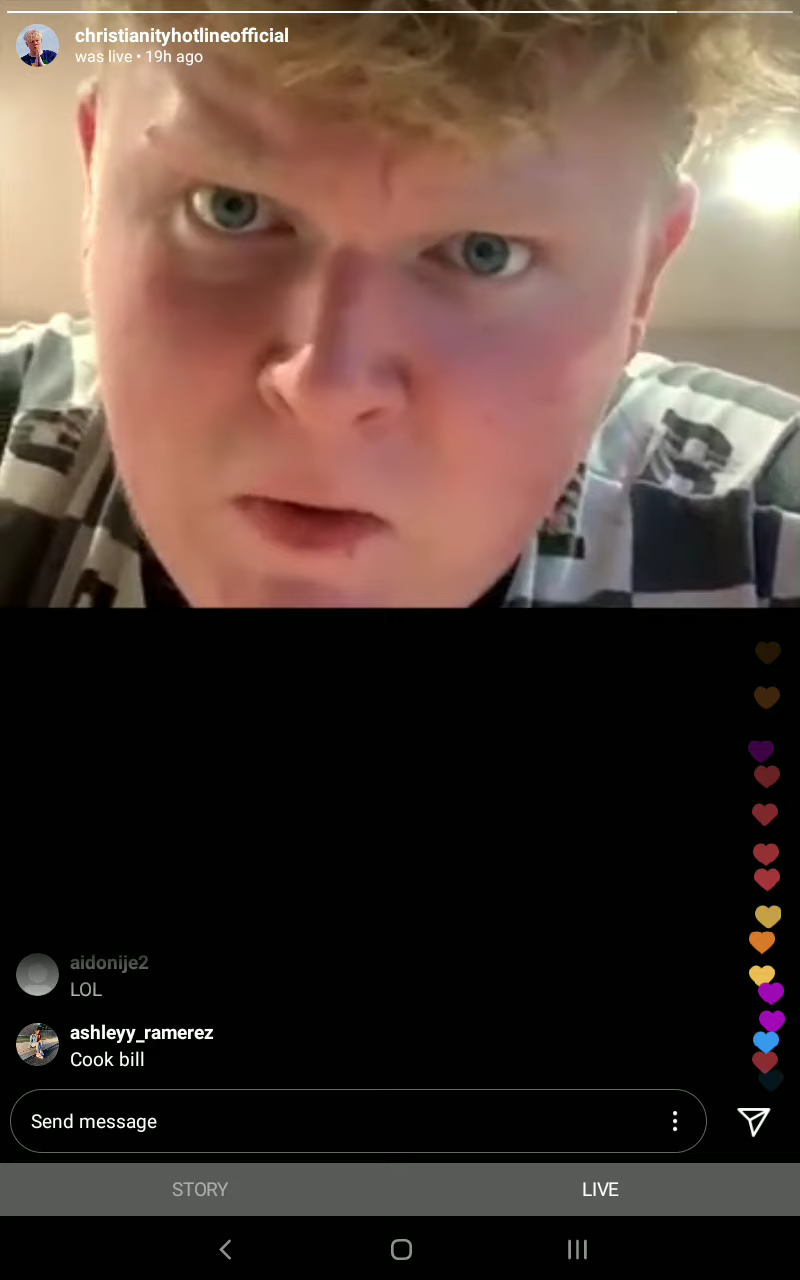 christianityhotlineofficial
was live • 19h ago
aidonije2
LOL
ashleyy_ramerez
Cook bill
Send message
STORY
LIVE